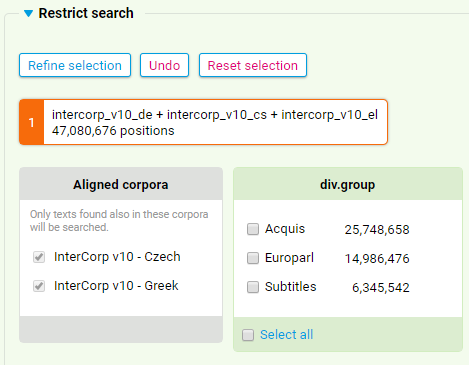 Restrict search
Refine selection Undo Reset selection
1
intercorp_v10_de + intercorp_v10_cs + intercorp_v10_el
47,080,676 positions
Aligned corpora
Only texts found also in these corpora
will be searched.
InterCorp v10 - Czech
InterCorp v10 - Greek
div.group
Acquis 25,748,658
Europarl 14,986,476
Subtitles 6,345,542
Select all